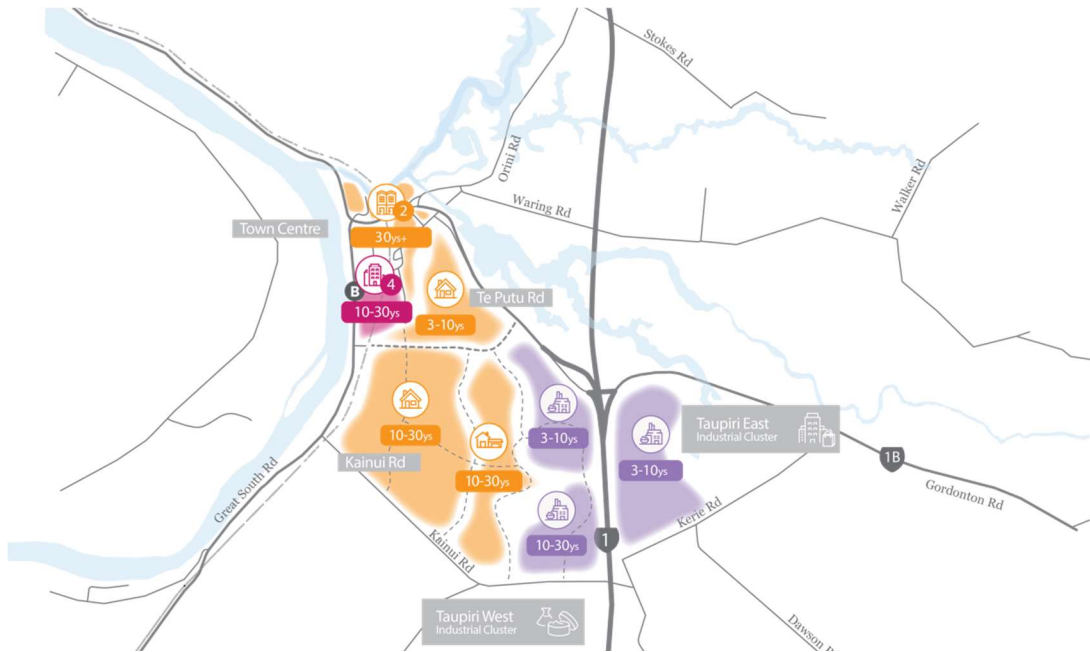 Stokes Rd
Orini Rd
Walker Rd
Waring Rd
2
Town Centre
30ys+
4
B
Te Putu Rd
10-30ys
3-10ys
Taupiri East
Industrial Cluster
10-30ys
3-10ys
3-10ys
1B
Kainui Rd
10-30ys
Great South Rd
Gordonton Rd
Kerie Rd
10-30ys
1
Kainui Rd
Taupiri West
Industrial Cluster
Dawson R